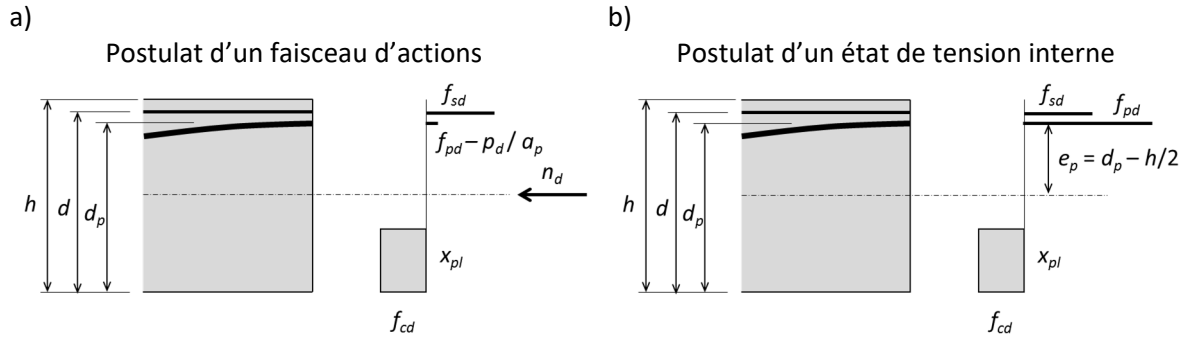 a)
Postulat d’un faisceau d’actions
f_sd
f_pd – p_d / a_p
n_d
h
d
d_p
x_pl
f_cd
b)
Postulat d’un état de tension interne
f_sd
f_pd
e_p = d_p – h/2
h
d
d_p
x_pl
f_cd